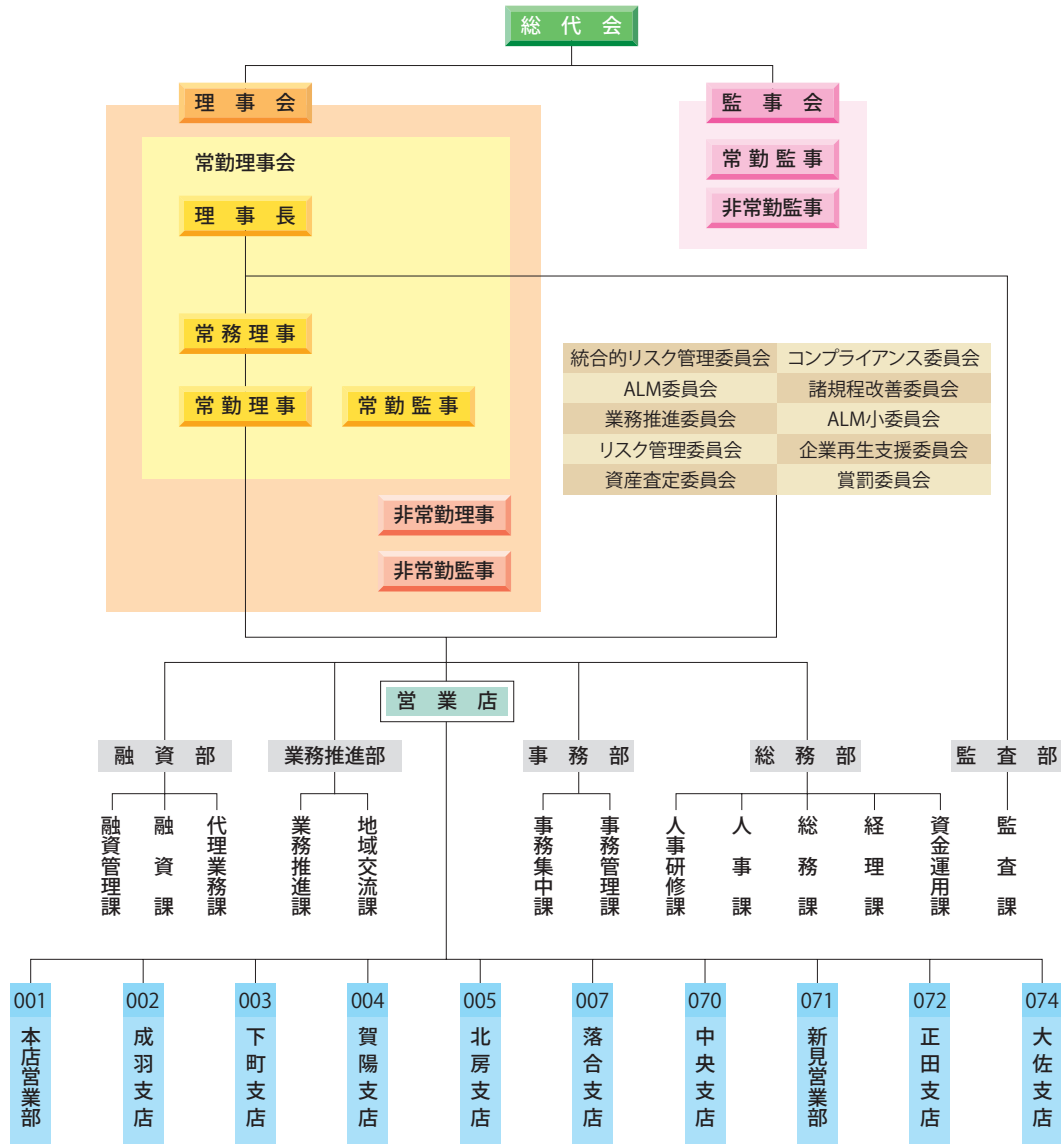 総代会
理事会
監事会
常勤理事会
常勤監事
理事長
非常勤監事
常務理事
統合的リスク管理委員会 コンプライアンス委員会
ALM委員会 諸規程改善委員会
常勤理事 常勤監事
業務推進委員会 ALM小委員会
リスク管理委員会 企業再生支援委員会
資産査定委員会 賞罰委員会
非常勤理事
非常勤監事
営業店
融資部
業務推進部
事務部
総務部
監査部
融資管理課
融資課
代理業務課
業務推進課
地域交流課
事務集中課
事務管理課
人事研修課
人事課
総務課
経理課
資金運用課
監査課
001
本店営業部
002
成羽支店
003
下町支店
004
賀陽支店
005
北房支店
007
落合支店
070
中央支店
071
新見営業部
072
正田支店
074
大佐支店